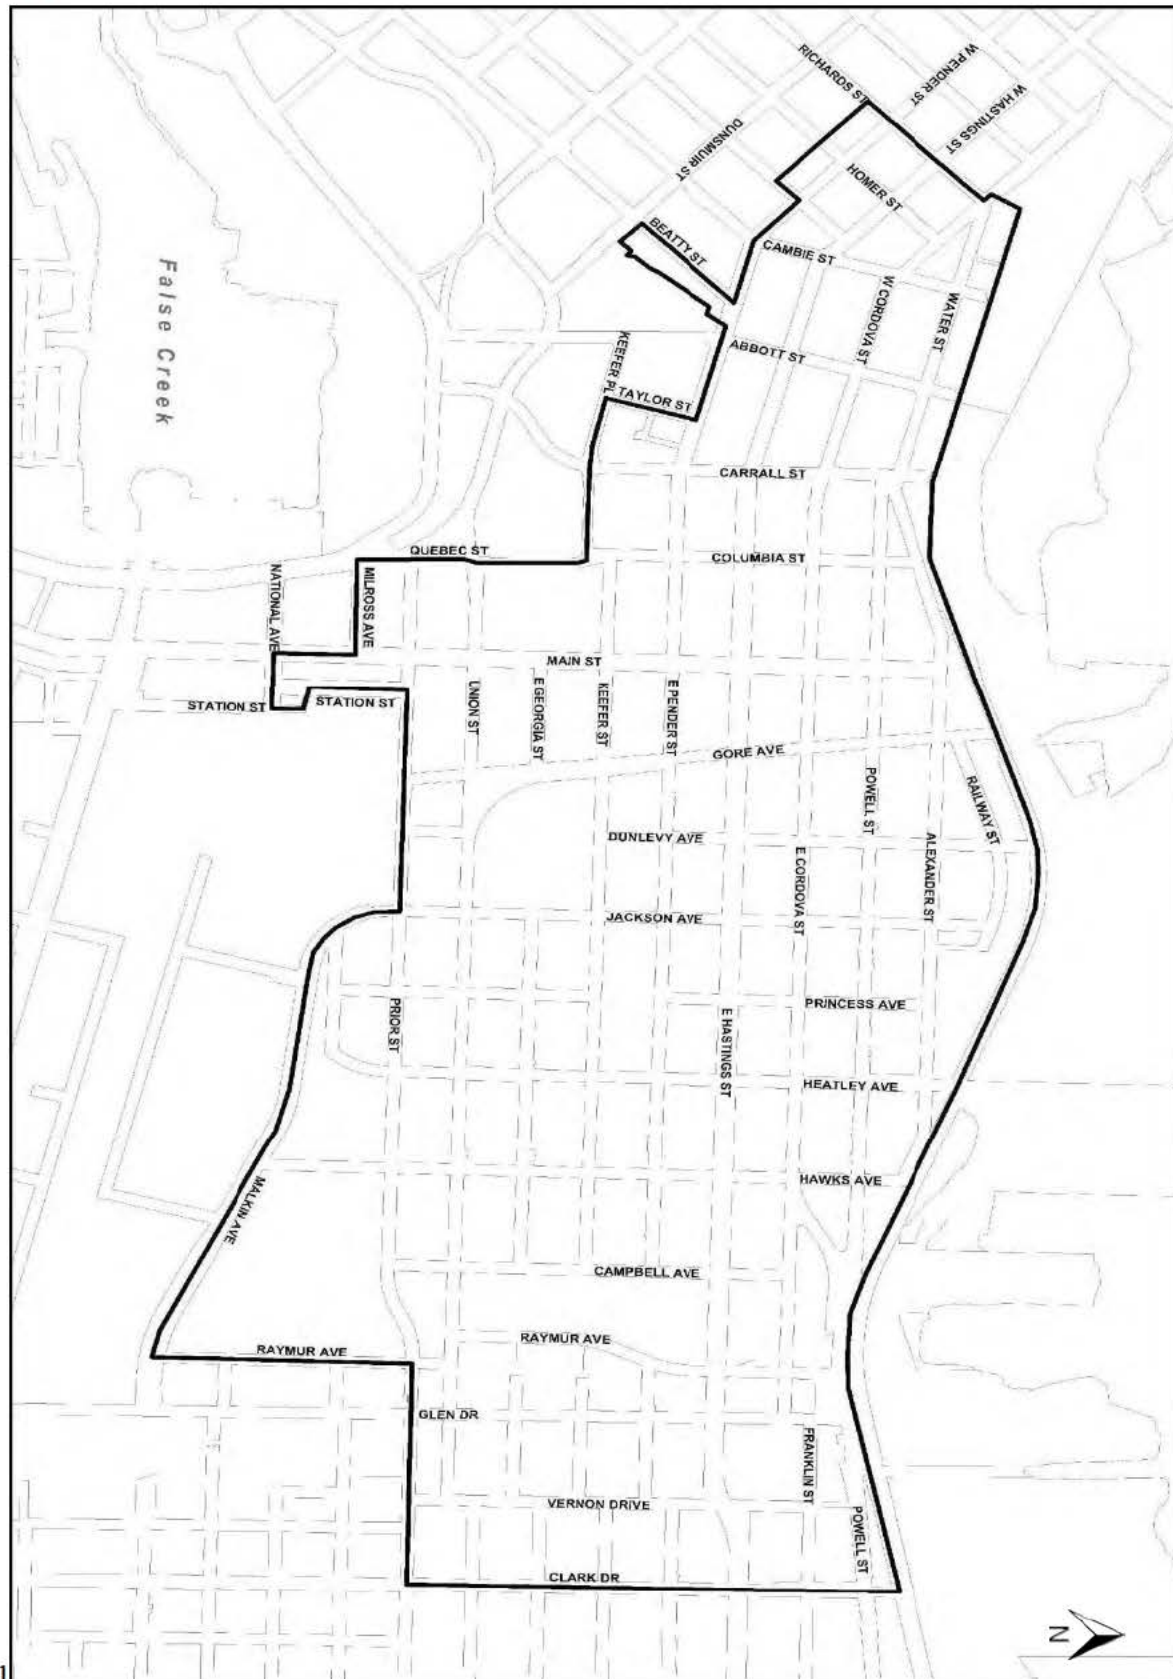 RICHARDS ST
W PENDER ST
W HASTINGS ST
DUNSMUIR ST
HOMER ST
BEATTY ST
CAMBIE ST
W CORDOVA ST
WATER ST
False Creek
KEEFER PL
ABBOTT ST
TAYLOR ST
CARRALL ST
QUEBEC ST
COLUMBIA ST
NATIONAL AVE
MILROSS AVE
MAIN ST
STATION ST
STATION ST
UNION ST
E GEORGIA ST
KEEFER ST
E PENDER ST
GORE AVE
POWELL ST
RAILWAY ST
DUNLEVY AVE
E CORDOVA ST
ALEXANDER ST
JACKSON AVE
PRIOR ST
PRINCESS AVE
E HASTINGS ST
HEATLEY AVE
MALKIN AVE
HAWKS AVE
CAMPBELL AVE
RAYMUR AVE
RAYMUR AVE
GLEN DR
FRANKLIN ST
VERNON DRIVE
POWELL ST
CLARK DR
N
1